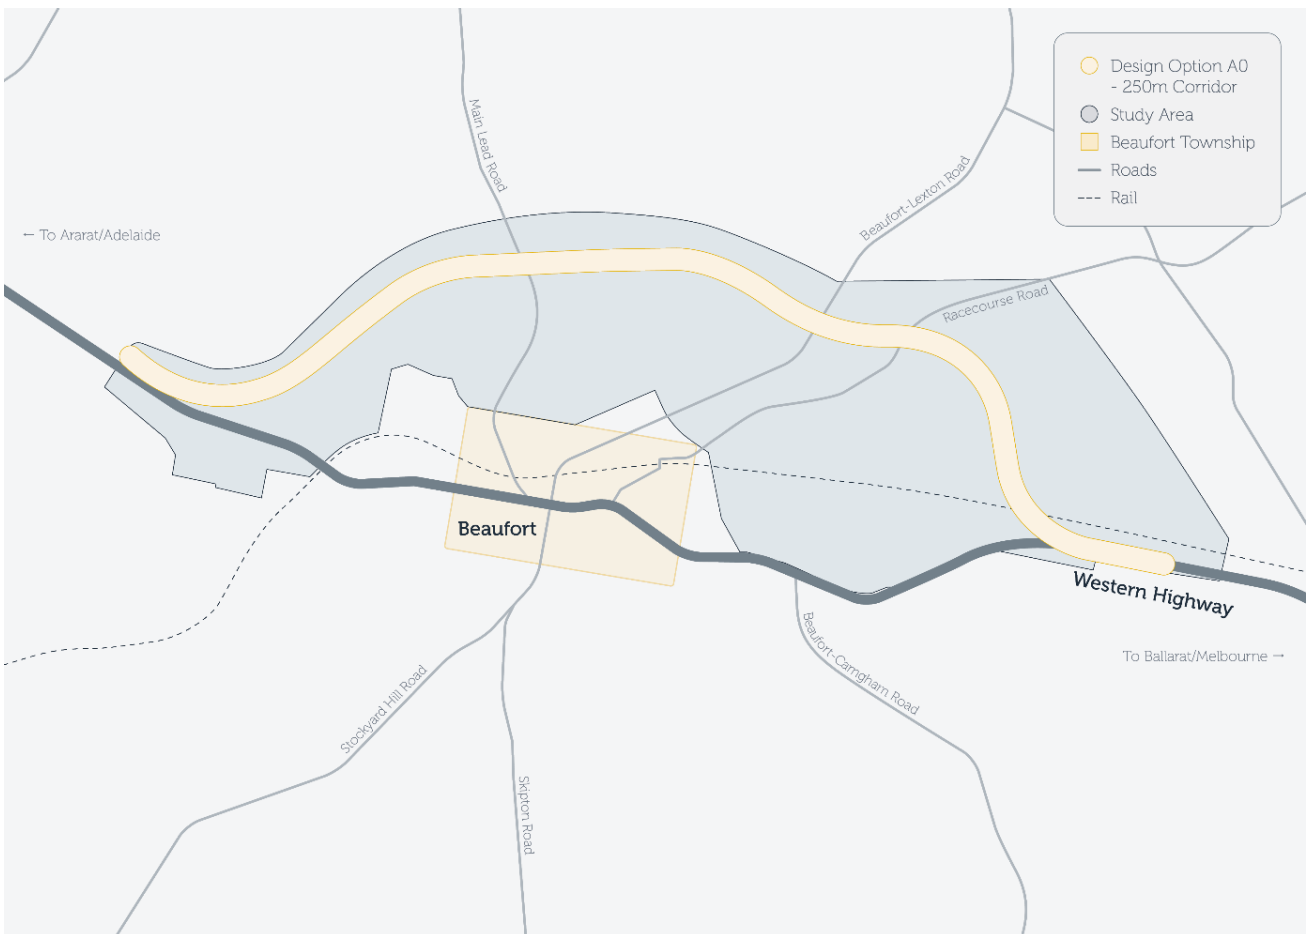 Design Option A0
- 250m Corridor
Study Area
Beaufort Township
Roads
Rail
Main Lead Road
Beaufort-Lexton Road
← To Ararat/Adelaide
Racecourse Road
Beaufort
Western Highway
To Ballarat/Melbourne →
Beaufort-Carngham Road
Stockyard Hill Road
Skipton Road